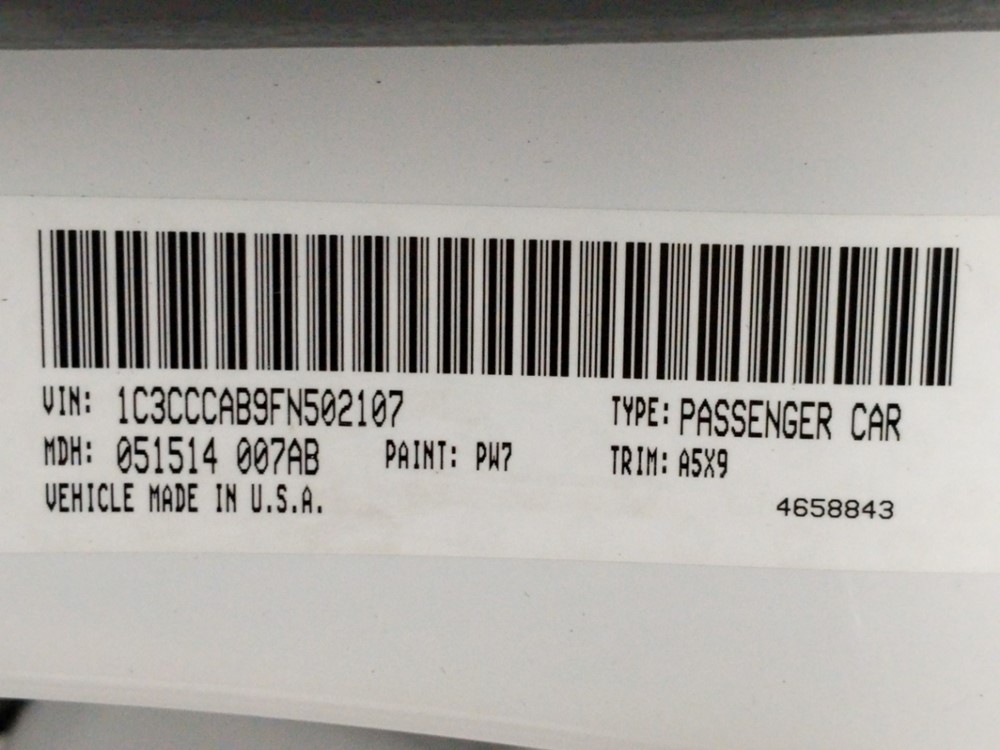 VIN: 1C3CCCAB9FN502107 TYPE: PASSENGER CAR
MDH: 051514 007AB PAINT: PW7 TRIM: A5X9
VEHICLE MADE IN U.S.A. 4658843